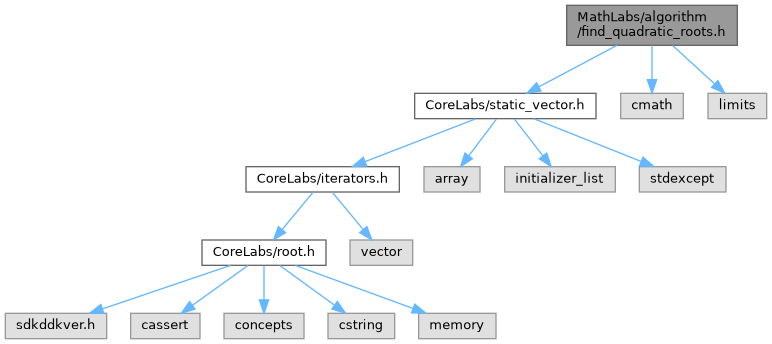 MathLabs/algorithm
/find_quadratic_roots.h
CoreLabs/static_vector.h
cmath
limits
CoreLabs/iterators.h
array
initializer_list
stdexcept
CoreLabs/root.h
vector
sdkddkver.h
cassert
concepts
cstring
memory